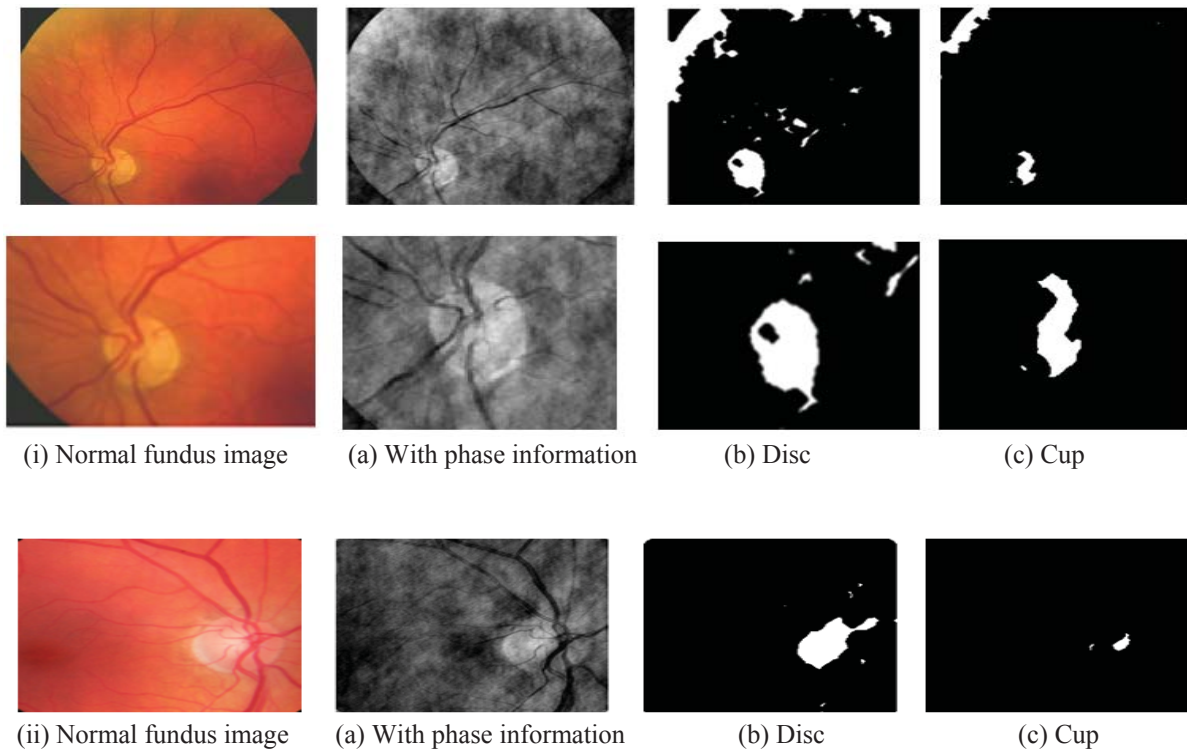 (i) Normal fundus image (a) With phase information (b) Disc (c) Cup
(ii) Normal fundus image (a) With phase information (b) Disc (c) Cup